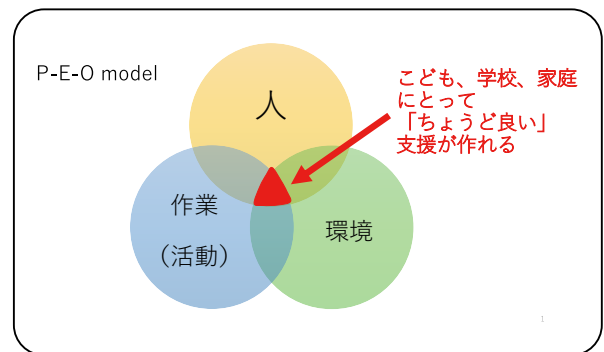 P-E-O model
人
こども、学校、家庭
にとって
「ちょうど良い」
支援が作れる
作業
（活動）
環境
1